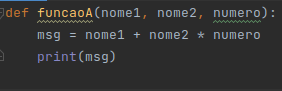 def funcaoA(nome1, nome2, numero):
    msg = nome1 + nome2 * numero
    print(msg)